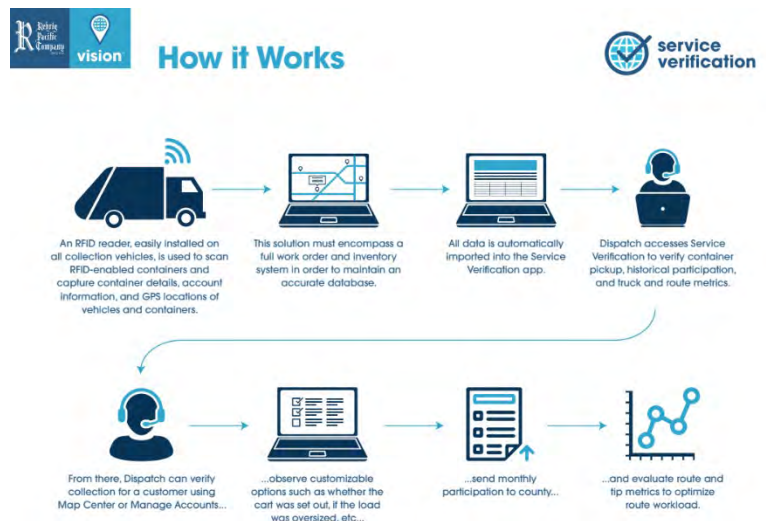 Rehrig
Pacific
Company
vision
How it Works
service
verification
An RFID reader, easily installed on
all collection vehicles, is used to scan
RFID-enabled containers and
capture container details, account
information, and GPS locations of
vehicles and containers.
This solution must encompass a
full work order and inventory
system in order to maintain an
accurate database.
All data is automatically
imported into the Service
Verification app.
Dispatch accesses Service
Verification to verify container
pickup, historical participation,
and truck and route metrics.
From there, Dispatch can verify
collection for a customer using
Map Center or Manage Accounts...
...observe customizable
options such as whether the
cart was set out, if the load
was oversized, etc...
...send monthly
participation to county...
...and evaluate route and
tip metrics to optimize
route workload.